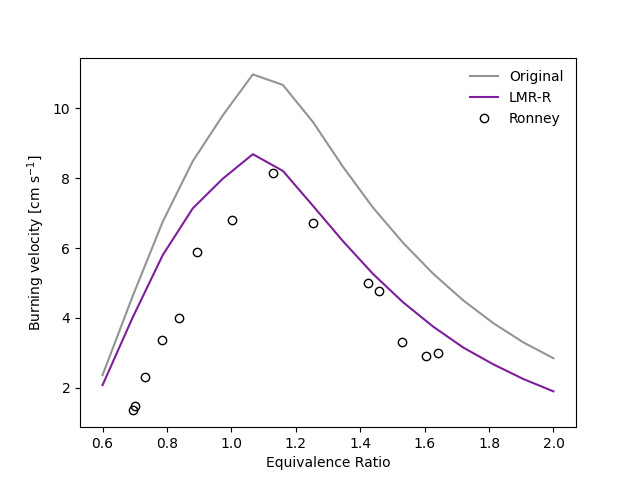 Original
LMR-R
Ronney
Burning velocity [cm s⁻¹]
10
8
6
4
2
0.6 0.8 1.0 1.2 1.4 1.6 1.8 2.0
Equivalence Ratio